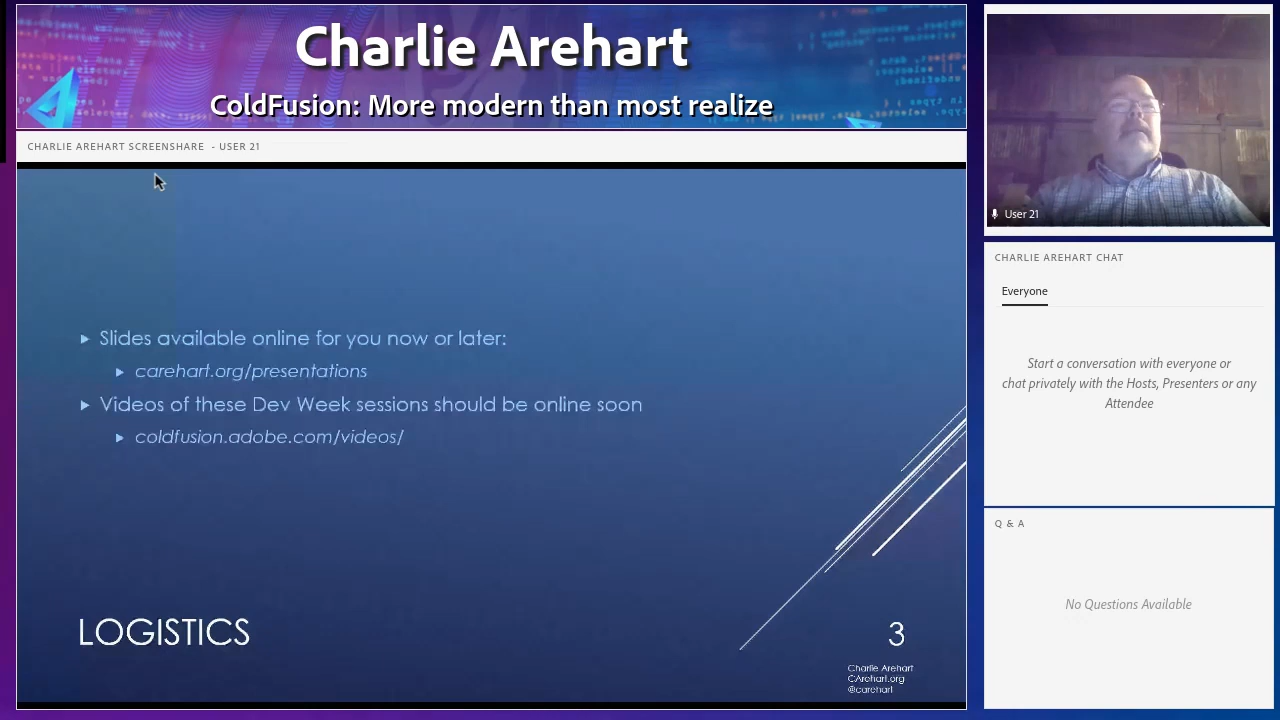 Charlie Arehart
ColdFusion: More modern than most realize
CHARLIE AREHART SCREENSHARE - USER 21
Slides available online for you now or later:
carehart.org/presentations
Videos of these Dev Week sessions should be online soon
coldfusion.adobe.com/videos/
LOGISTICS
3
Charlie Arehart
CArehart.org
@carehart
User 21
CHARLIE AREHART CHAT
Everyone
Start a conversation with everyone or
chat privately with the Hosts, Presenters or any
Attendee
Q & A
No Questions Available